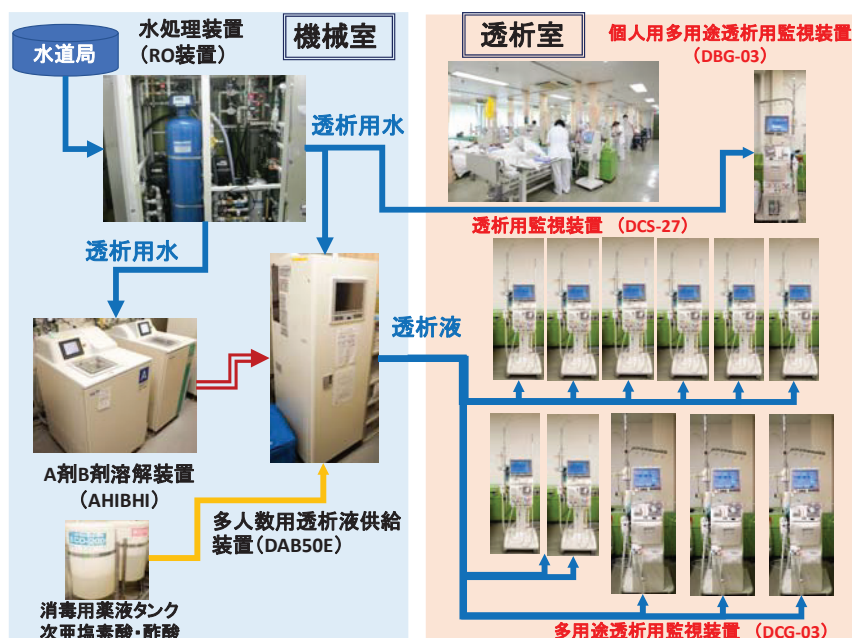 水道局
水処理装置
(RO装置)
機械室
透析室
個人用多用途透析用監視装置
(DBG-03)
透析用水
透析用監視装置 (DCS-27)
透析用水
透析液
A
A剤B剤溶解装置
(AHIBHI)
多人数用透析液供給
装置(DAB50E)
消毒用薬液タンク
次亜塩素酸・酢酸
多用途透析用監視装置 (DCG-03)